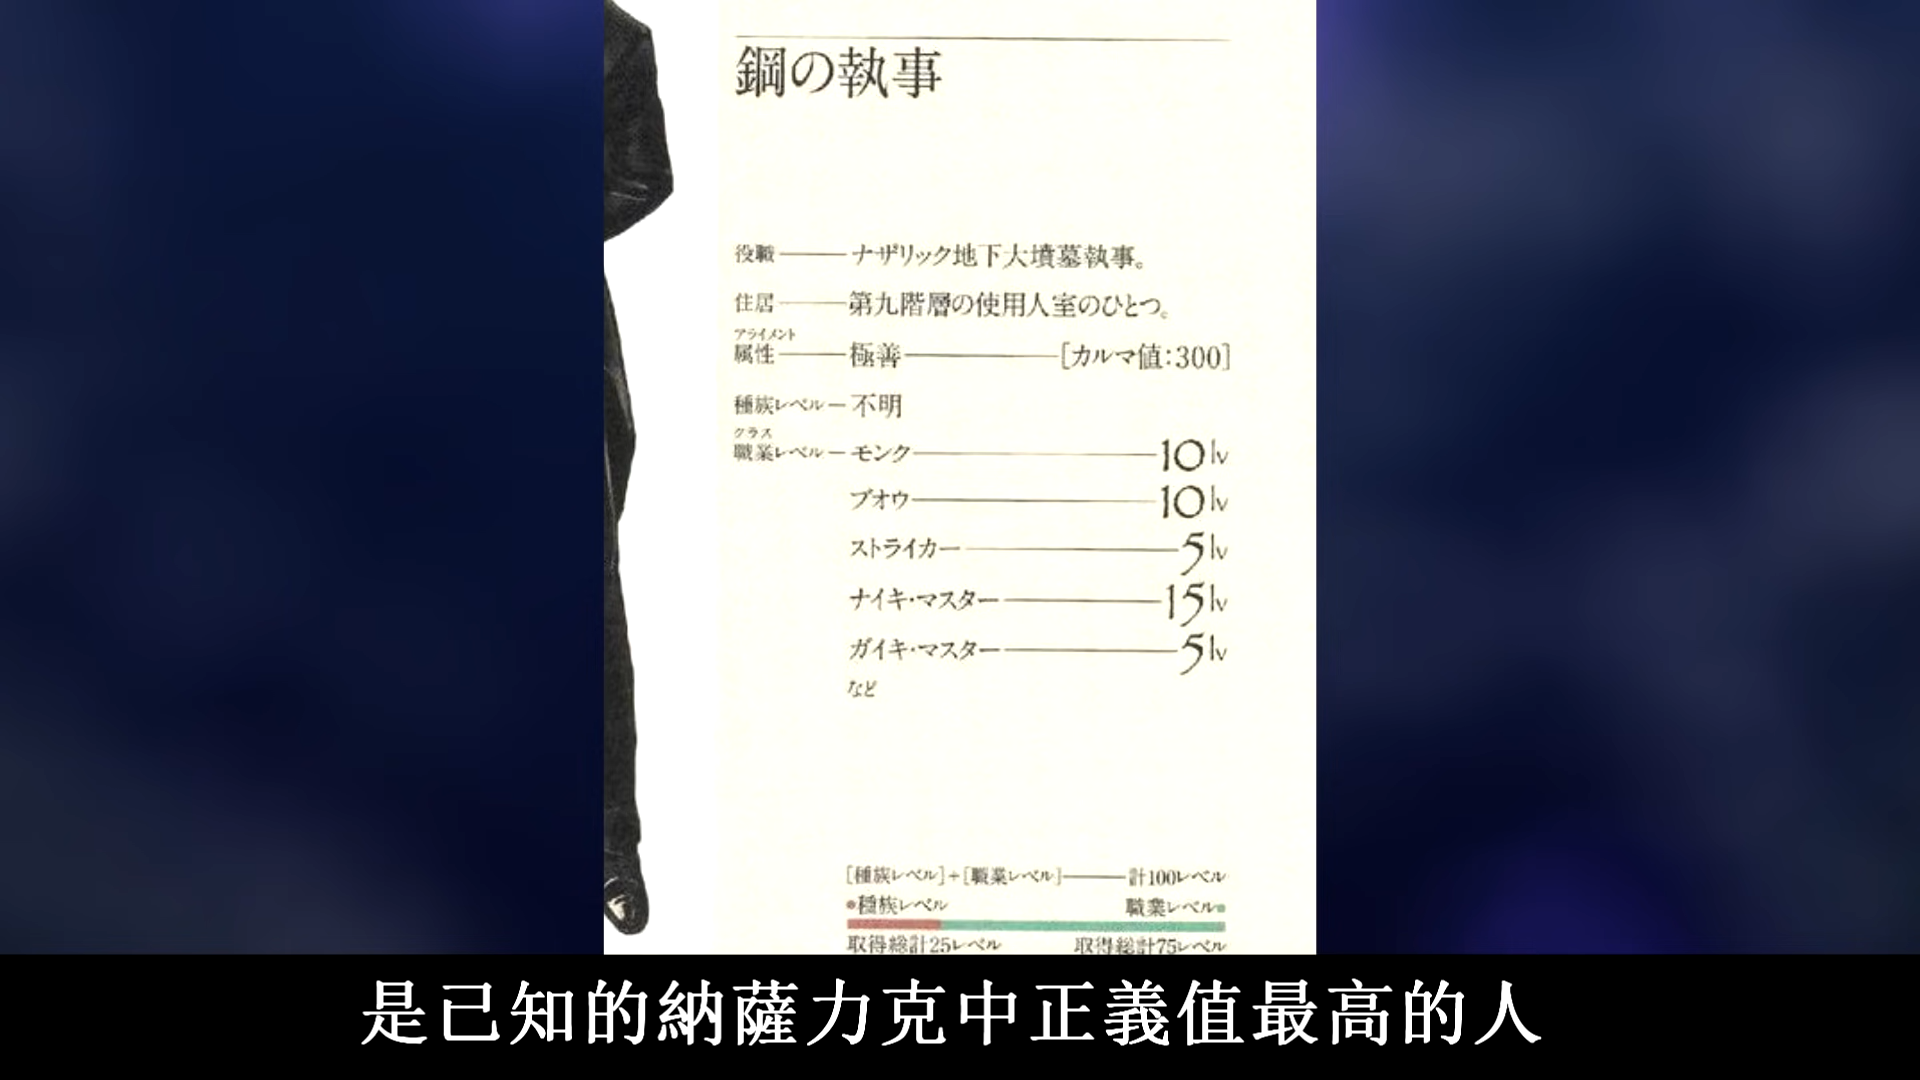 鋼の執事
役職 ナザリック地下大墳墓執事。
住居 第九階層の使用人室のひとつ。
アライメント
属性 極善 [カルマ値:300]
種族レベル 不明
クラス
職業レベル モンク 10lv
ブオウ 10lv
ストライカー 5lv
ナイキ・マスター 15lv
ガイキ・マスター 5lv
など
[種族レベル]+[職業レベル] 計100レベル
種族レベル 職業レベル
取得総計25レベル 取得総計75レベル
是已知的納薩力克中正義值最高的人